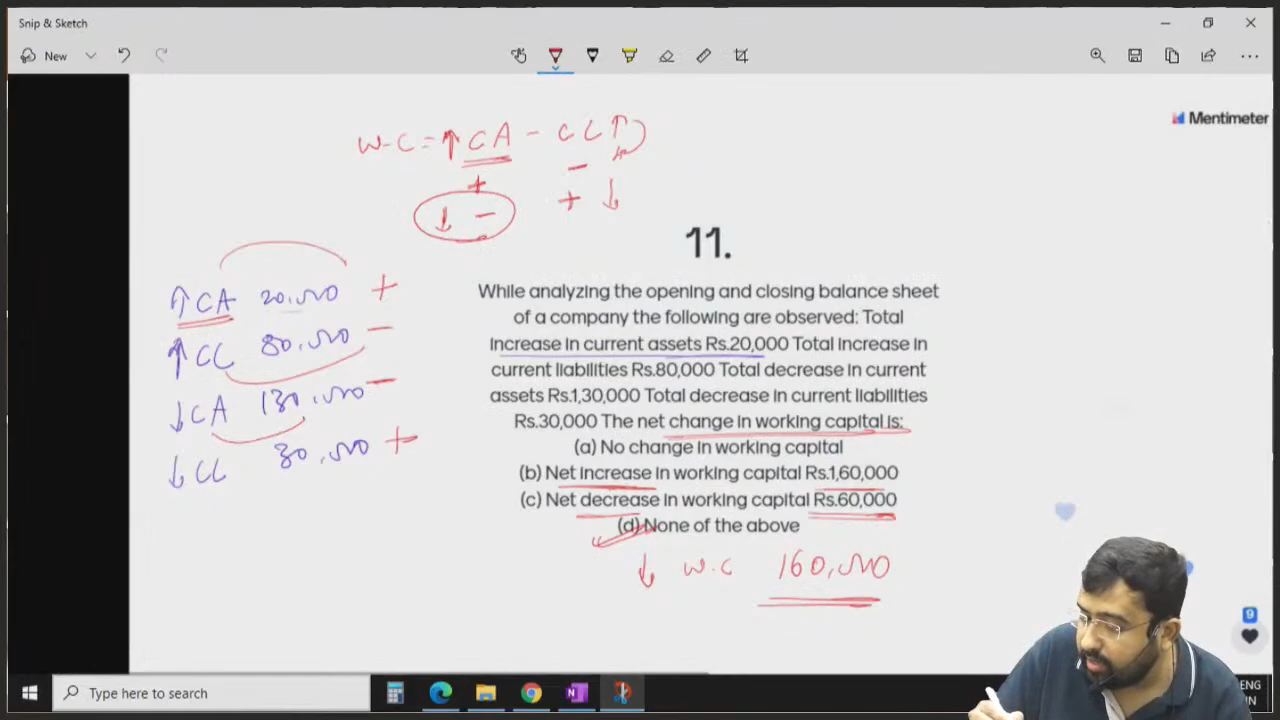 Snip & Sketch
New
Mentimeter
W.C = ↑ CA - CL ↑
+ -
↓ - + ↓
11.
While analyzing the opening and closing balance sheet
of a company the following are observed: Total
increase in current assets Rs.20,000 Total increase in
current liabilities Rs.80,000 Total decrease in current
assets Rs.1,30,000 Total decrease in current liabilities
Rs.30,000 The net change in working capital is:
(a) No change in working capital
(b) Net increase in working capital Rs.1,60,000
(c) Net decrease in working capital Rs.60,000
(d) None of the above
↑ CA 20,000 +
↑ CL 80,000 -
↓ CA 130,000 -
↓ CL 30,000 +
↓ W.C 160,000
9
Type here to search
ENG
IN